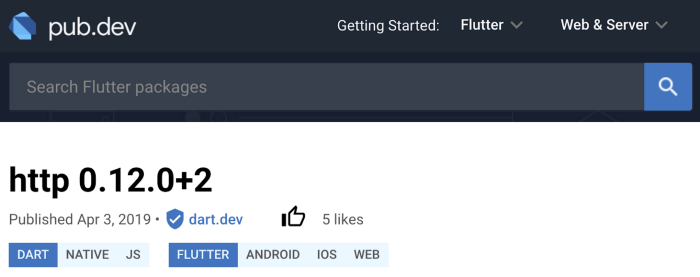 pub.dev Getting Started: Flutter Web & Server
Search Flutter packages
http 0.12.0+2
Published Apr 3, 2019 • dart.dev 5 likes
DART NATIVE JS FLUTTER ANDROID IOS WEB